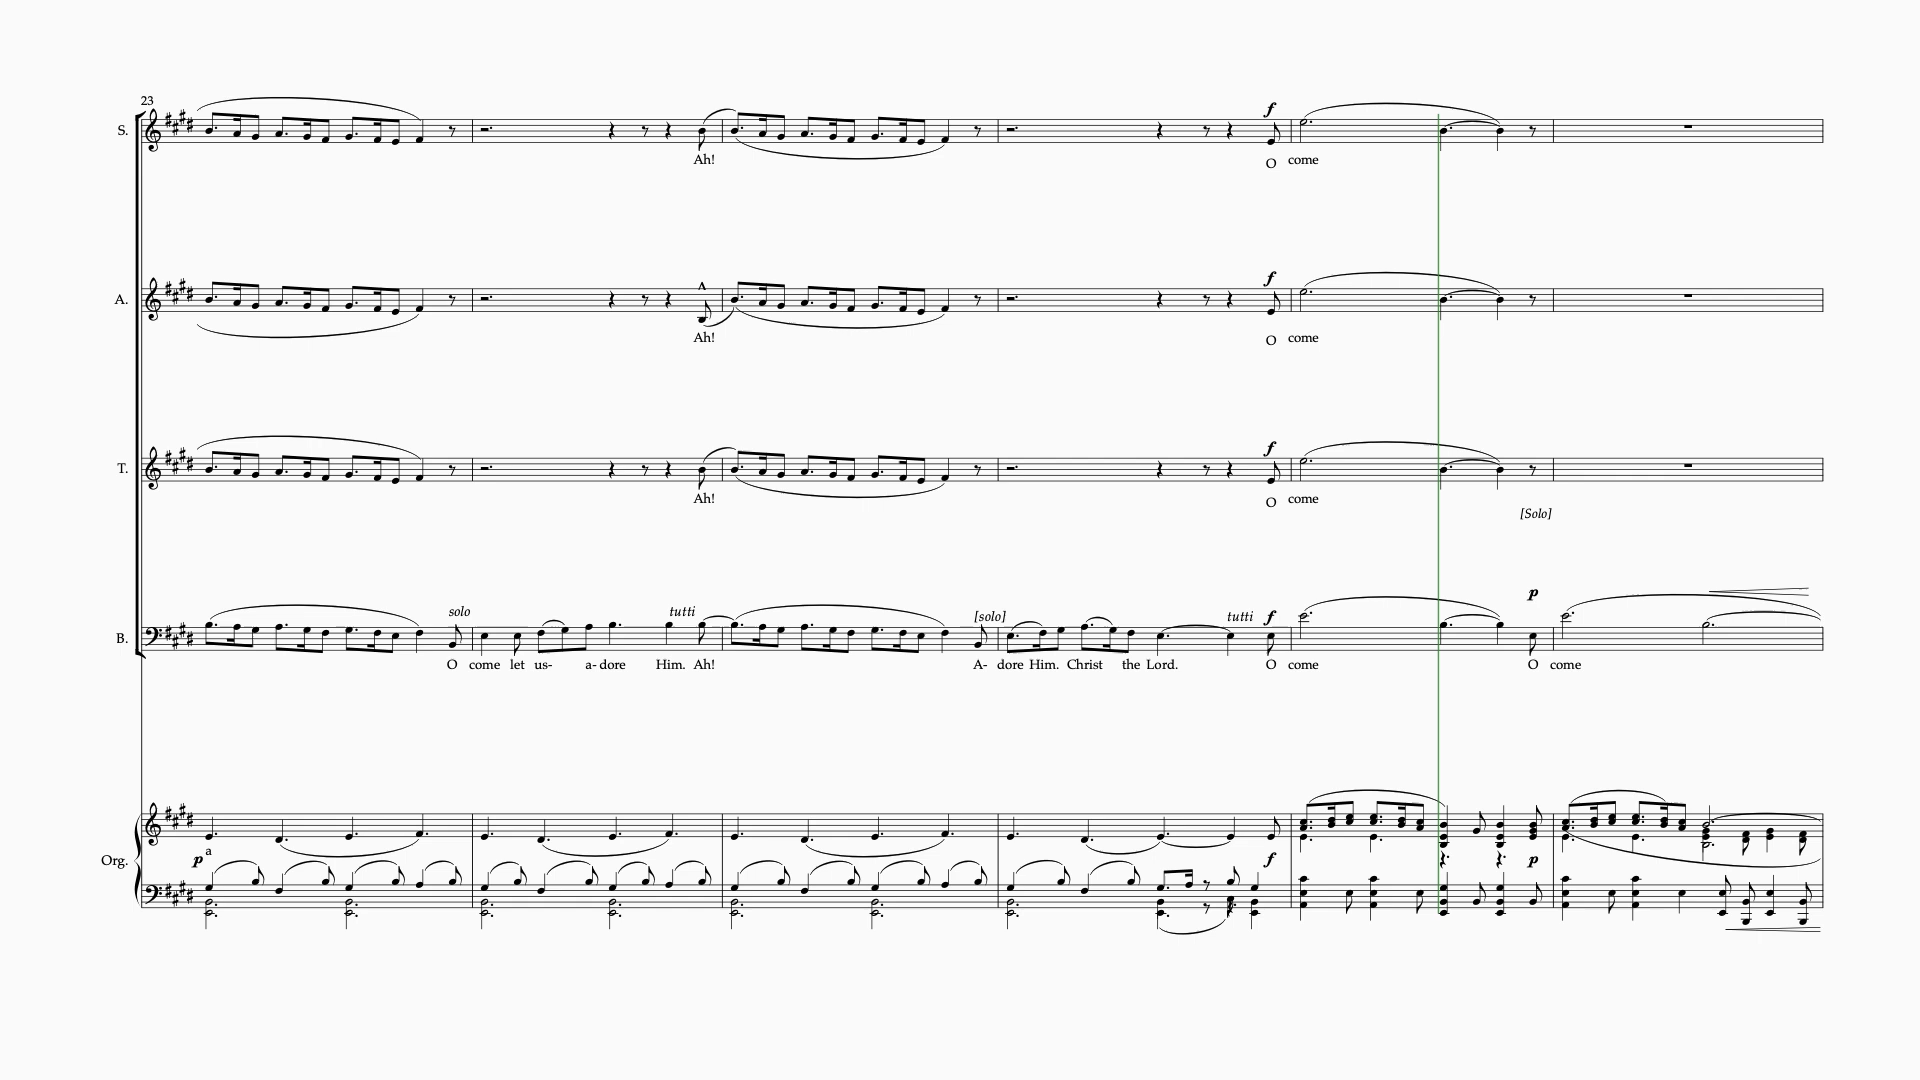 23
S.
f
Ah! O come
A.
f
Ah! O come
T.
f
Ah! O come
[Solo]
p
solo tutti [solo] tutti f
B.
O come let us- a- dore Him. Ah! A- dore Him. Christ the Lord. O come O come
a
Org.
p f p